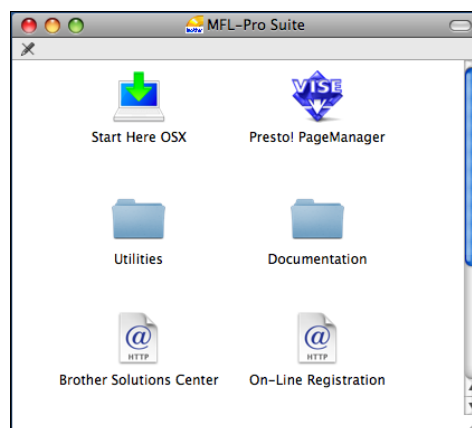 MFL-Pro Suite
VISE
Start Here OSX
Presto! PageManager
Utilities
Documentation
@
HTTP
@
HTTP
Brother Solutions Center
On-Line Registration